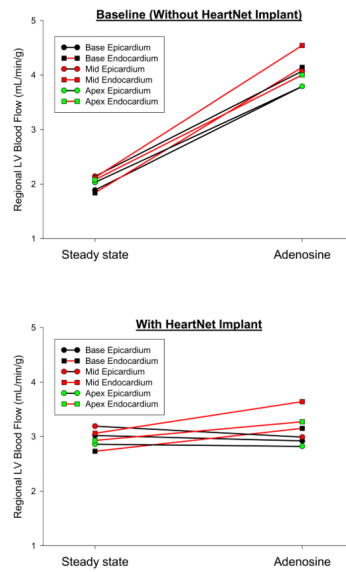 Baseline (Without HeartNet Implant)
Regional LV Blood Flow (mL/min/g)
5
4
3
2
1
Base Epicardium
Base Endocardium
Mid Epicardium
Mid Endocardium
Apex Epicardium
Apex Endocardium
Steady state Adenosine
With HeartNet Implant
Regional LV Blood Flow (mL/min/g)
5
4
3
2
1
Base Epicardium
Base Endocardium
Mid Epicardium
Mid Endocardium
Apex Epicardium
Apex Endocardium
Steady state Adenosine